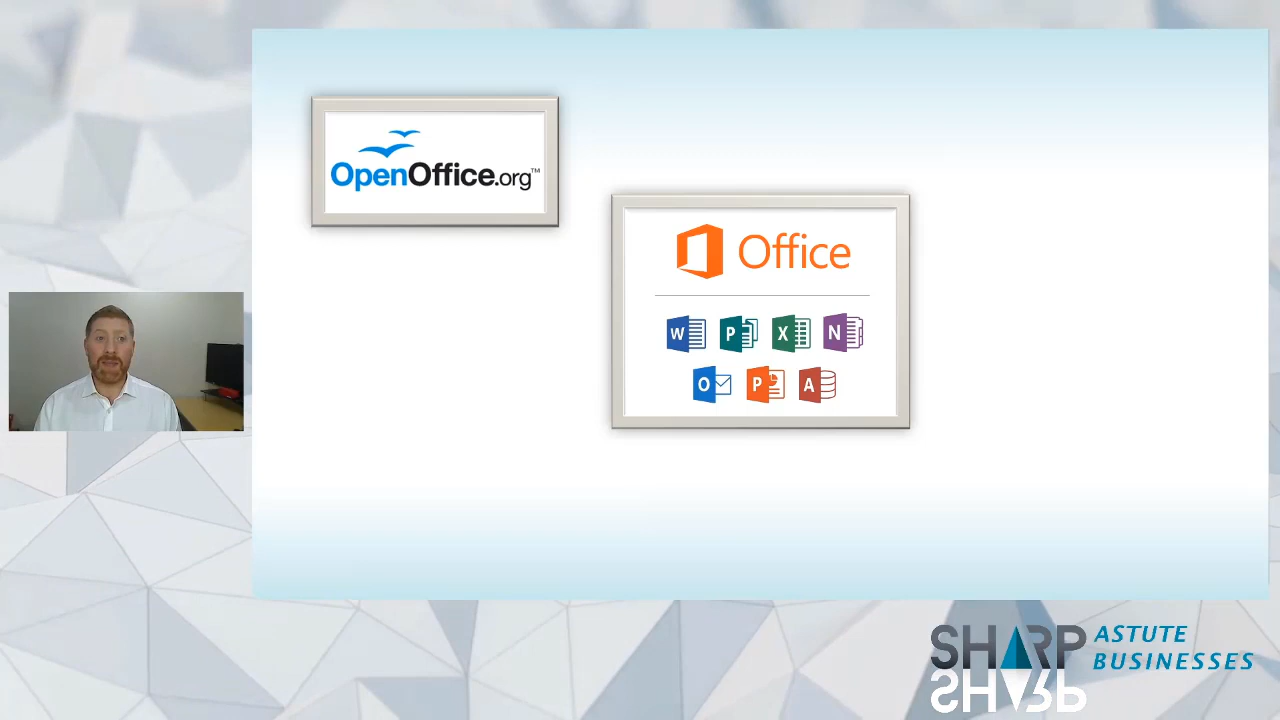 OpenOffice.org™
Office
W P X N
O P A
SHARP
ASTUTE
BUSINESSES